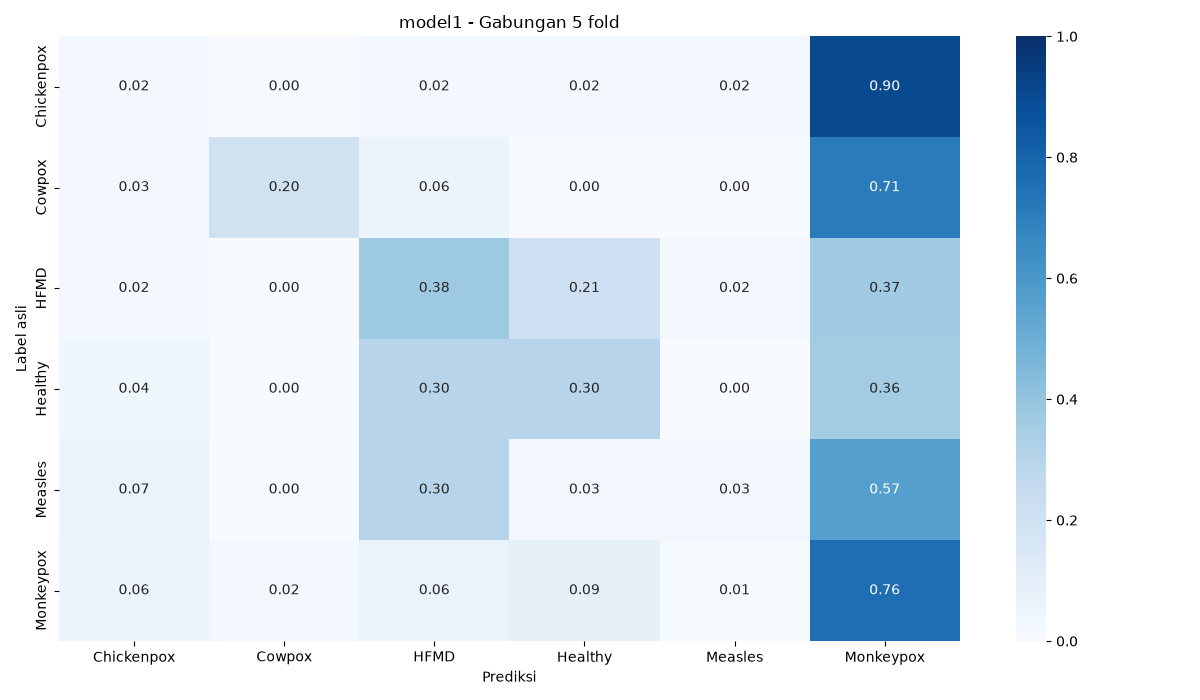 model1 - Gabungan 5 fold
Label asli
Chickenpox 0.02 0.00 0.02 0.02 0.02 0.90
Cowpox 0.03 0.20 0.06 0.00 0.00 0.71
HFMD 0.02 0.00 0.38 0.21 0.02 0.37
Healthy 0.04 0.00 0.30 0.30 0.00 0.36
Measles 0.07 0.00 0.30 0.03 0.03 0.57
Monkeypox 0.06 0.02 0.06 0.09 0.01 0.76
Chickenpox Cowpox HFMD Healthy Measles Monkeypox
Prediksi
1.0
0.8
0.6
0.4
0.2
0.0